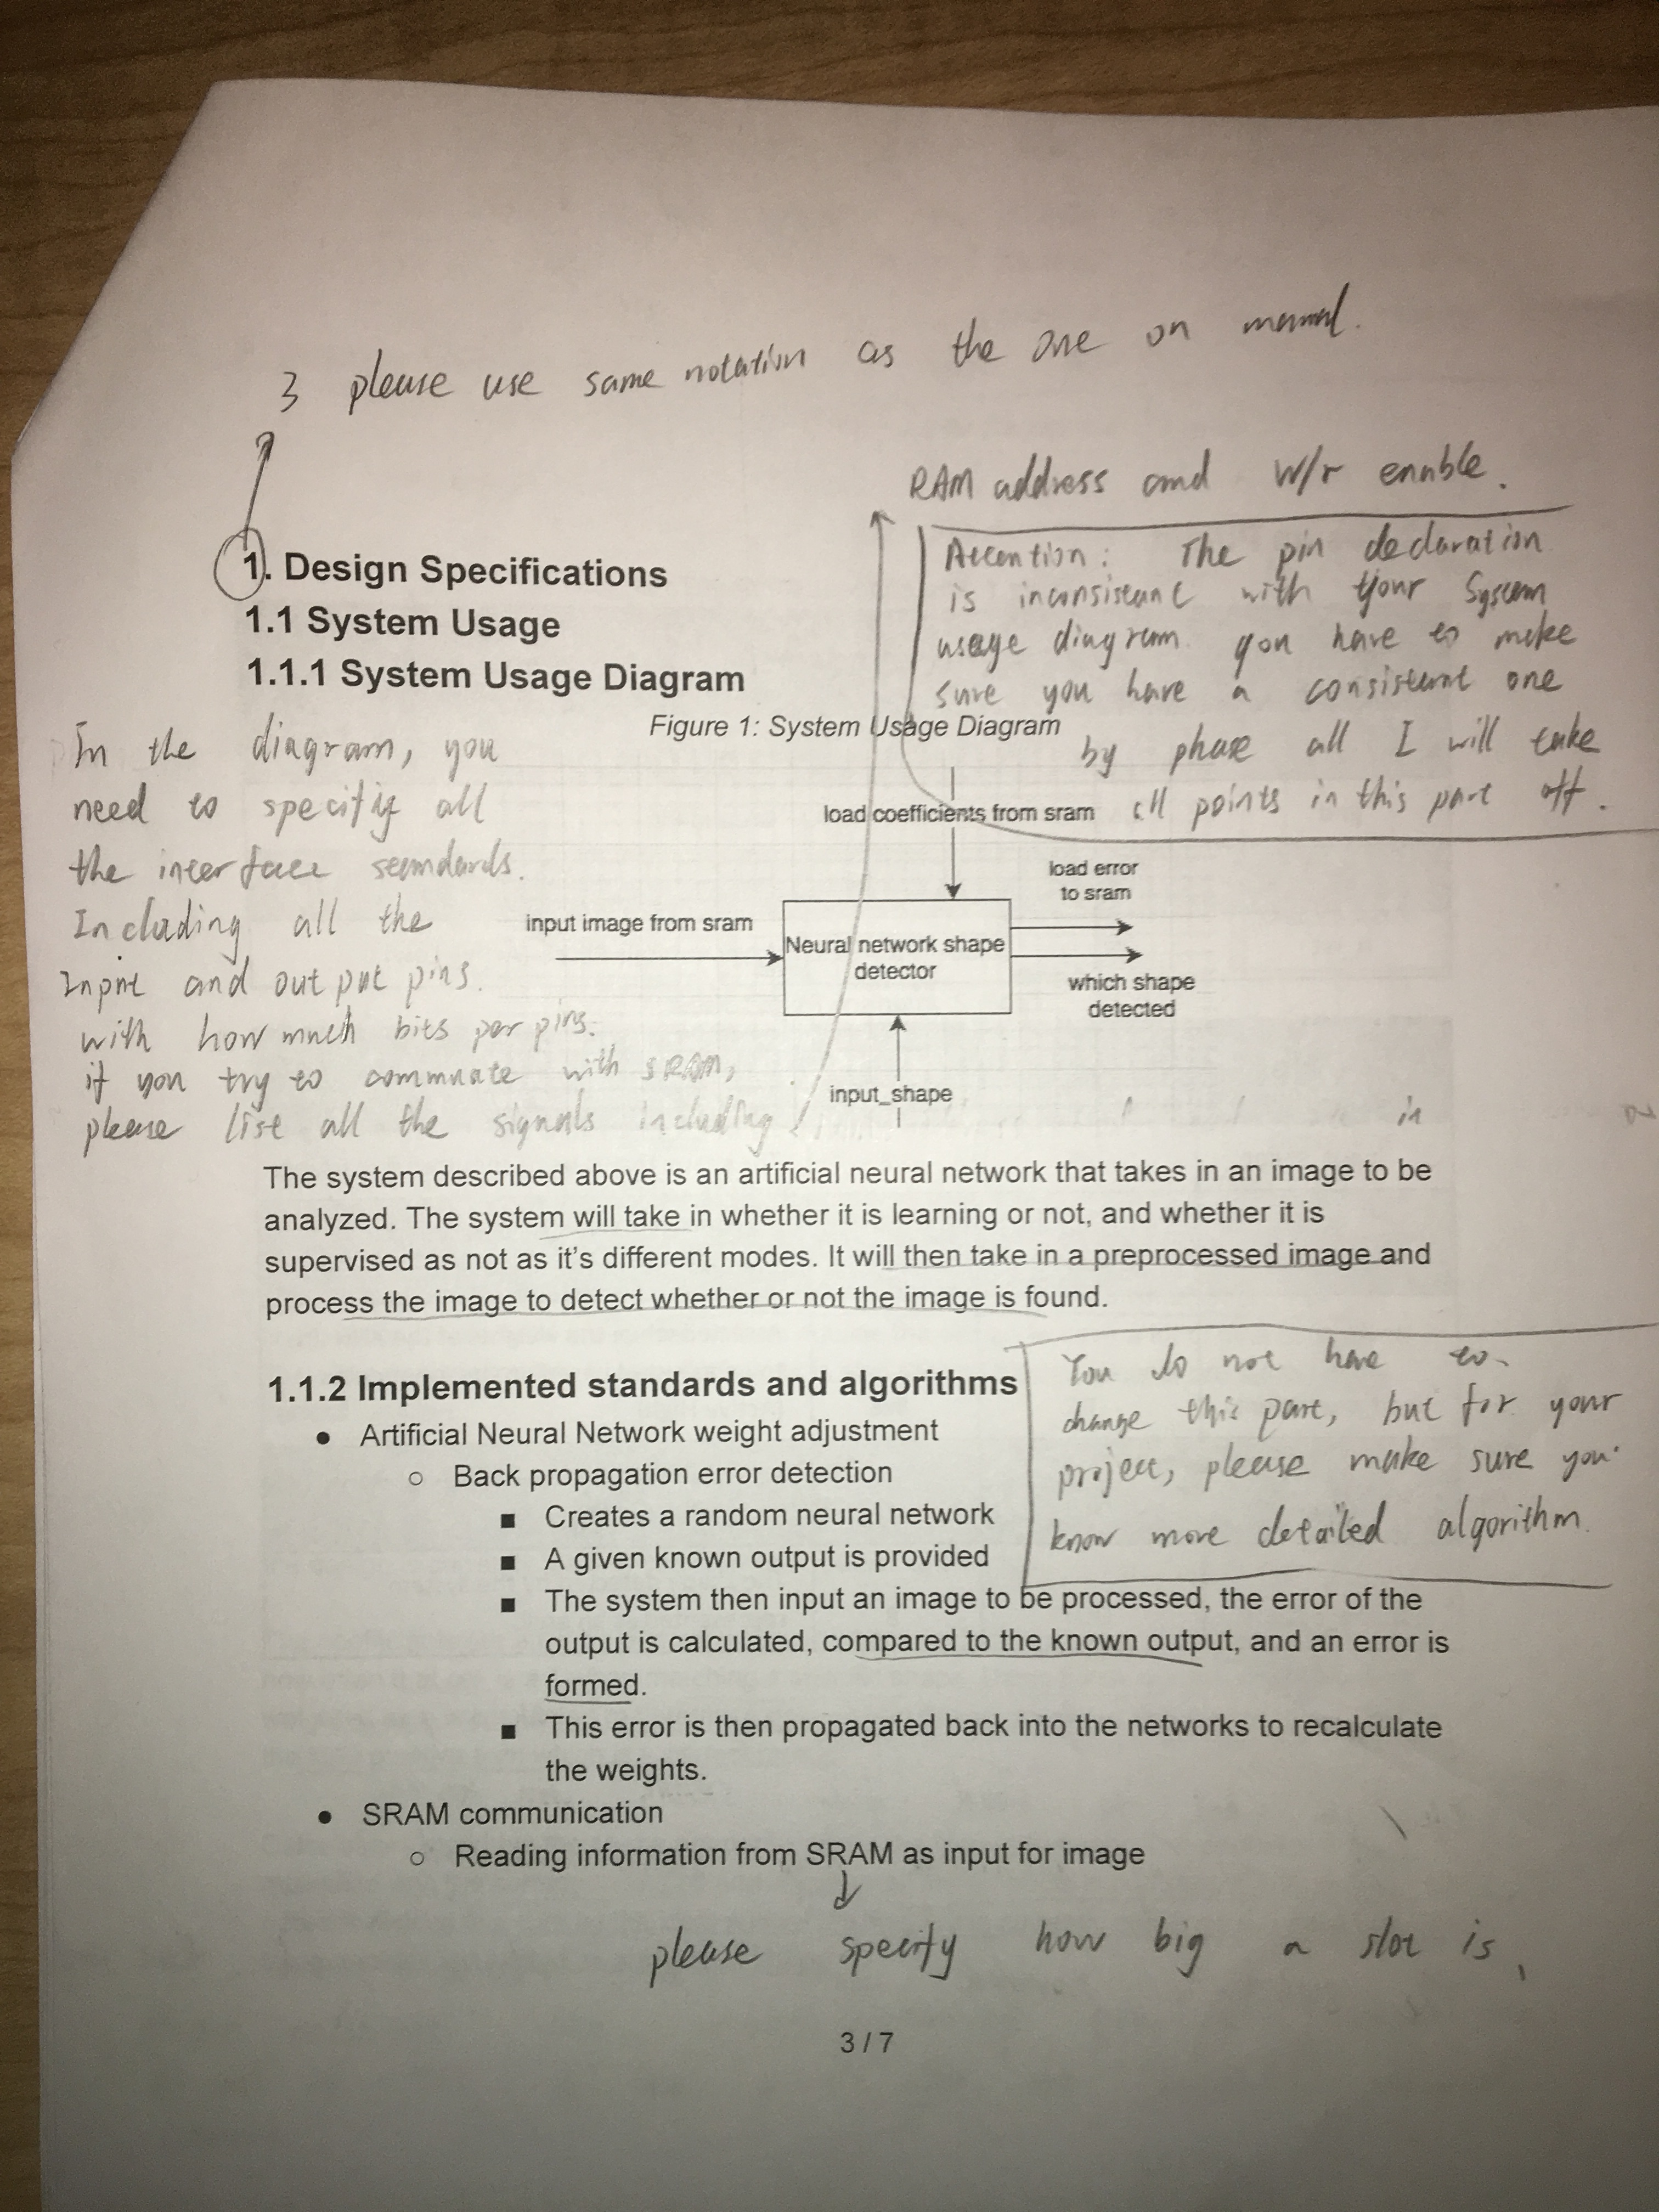 3 please use same notation as the one on manual.
RAM address and W/r enable.
Attention: The pin declaration
is inconsistant with your System
usage diagram. you have to make
sure you have a consistent one
by phase all I will take
all points in this part off.
1. Design Specifications
1.1 System Usage
1.1.1 System Usage Diagram
Figure 1: System Usage Diagram
In the diagram, you
need to specify all
the interface standards.
Including all the
Input and out put pins.
with how much bits per pins.
if you try to commuate with SRAM,
please list all the signals including
load coefficients from sram
load error
to sram
input image from sram
Neural network shape
detector
which shape
detected
input_shape
The system described above is an artificial neural network that takes in an image to be
analyzed. The system will take in whether it is learning or not, and whether it is
supervised as not as it's different modes. It will then take in a preprocessed image and
process the image to detect whether or not the image is found.
1.1.2 Implemented standards and algorithms
You do not have to
change this part, but for your
project, please make sure you
know more detailed algorithm.
● Artificial Neural Network weight adjustment
○ Back propagation error detection
■ Creates a random neural network
■ A given known output is provided
■ The system then input an image to be processed, the error of the
output is calculated, compared to the known output, and an error is
formed.
■ This error is then propagated back into the networks to recalculate
the weights.
● SRAM communication
○ Reading information from SRAM as input for image
please specify how big a slot is.
3 / 7